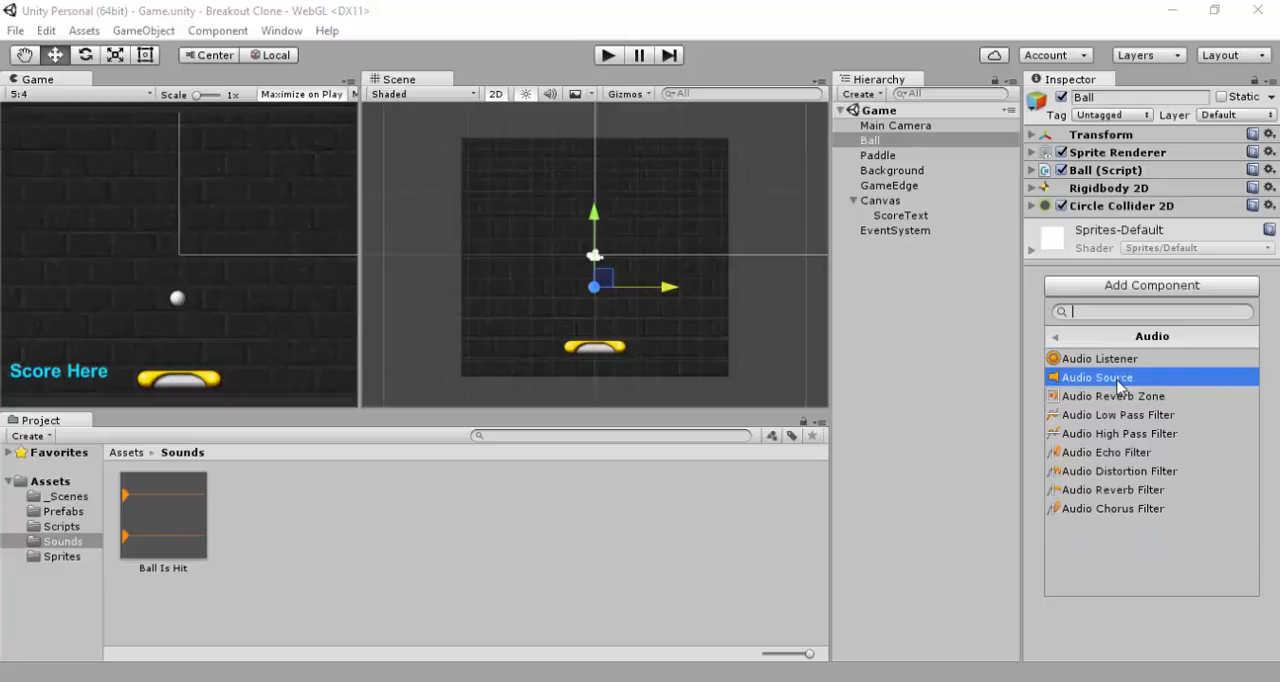 Unity Personal (64bit) - Game.unity - Breakout Clone - WebGL <DX11>
File Edit Assets GameObject Component Window Help
Center Local Account Layers Layout
Game
5:4 Scale 1x Maximize on Play
Scene
Shaded 2D Gizmos All
Hierarchy
Create All
Game
Main Camera
Ball
Paddle
Background
GameEdge
Canvas
ScoreText
EventSystem
Inspector
Ball Static
Tag Untagged Layer Default
Transform
Sprite Renderer
Ball (Script)
Rigidbody 2D
Circle Collider 2D
Sprites-Default
Shader Sprites/Default
Add Component
Audio
Audio Listener
Audio Source
Audio Reverb Zone
Audio Low Pass Filter
Audio High Pass Filter
Audio Echo Filter
Audio Distortion Filter
Audio Reverb Filter
Audio Chorus Filter
Score Here
Project
Create
Favorites
Assets
_Scenes
Prefabs
Scripts
Sounds
Sprites
Assets Sounds
Ball Is Hit